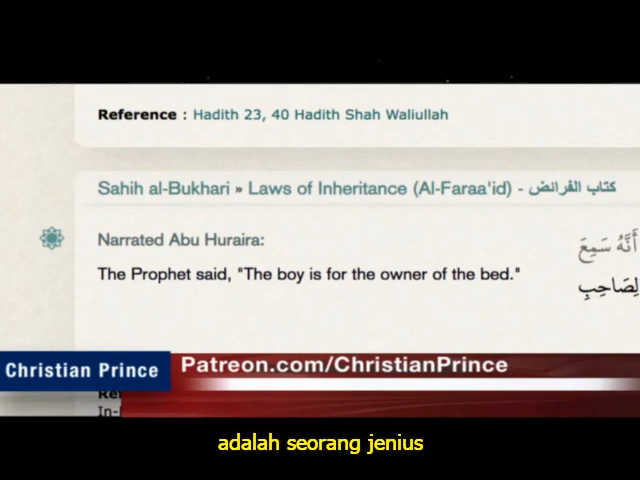 Reference : Hadith 23, 40 Hadith Shah Waliullah
Sahih al-Bukhari » Laws of Inheritance (Al-Faraa'id) - كتاب الفرائض
Narrated Abu Huraira:
أَنَّهُ سَمِعَ
The Prophet said, "The boy is for the owner of the bed."
لِصَاحِبِ
Christian Prince
Patreon.com/ChristianPrince
In-
adalah seorang jenius